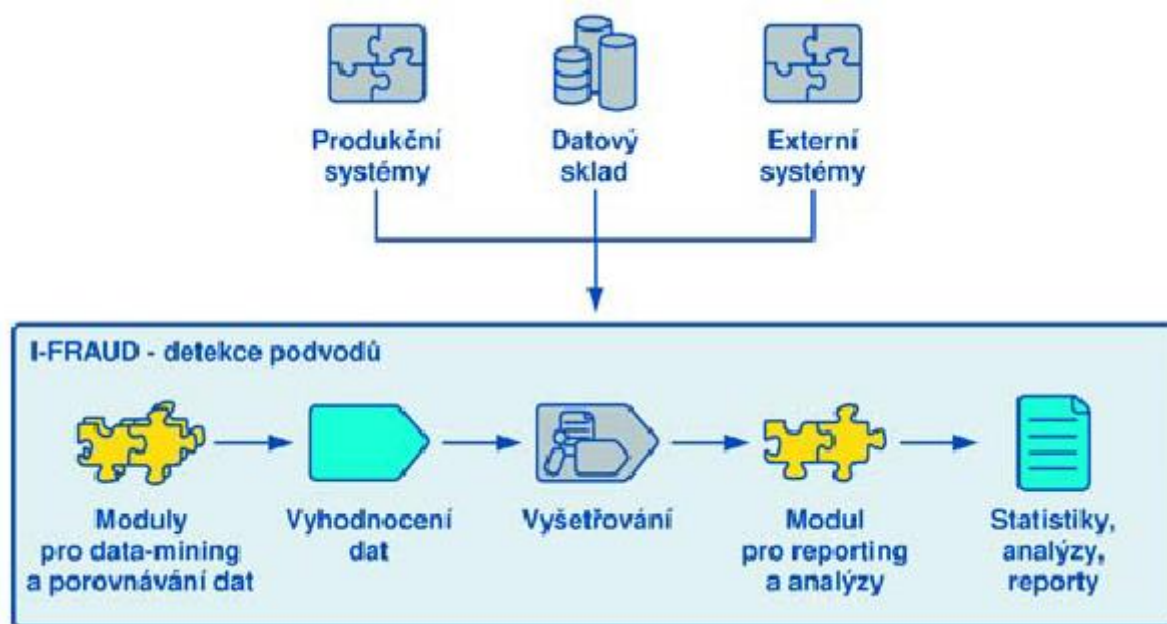 Produkční
systémy
Datový
sklad
Externí
systémy
I-FRAUD - detekce podvodů
Moduly
pro data-mining
a porovnávání dat
Vyhodnocení
dat
Vyšetřování
Modul
pro reporting
a analýzy
Statistiky,
analýzy,
reporty